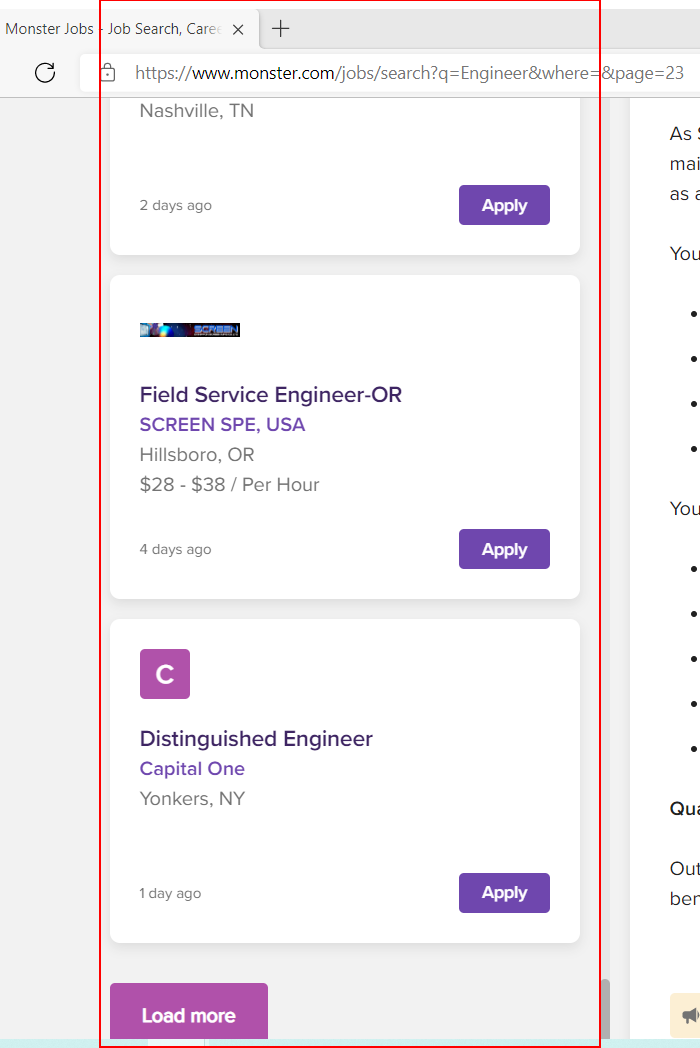 Monster Jobs - Job Search, Caree
https://www.monster.com/jobs/search?q=Engineer&where=&page=23
Nashville, TN
2 days ago
Apply
SCREEN
Field Service Engineer-OR
SCREEN SPE, USA
Hillsboro, OR
$28 - $38 / Per Hour
4 days ago
Apply
C
Distinguished Engineer
Capital One
Yonkers, NY
1 day ago
Apply
Load more
As S
mai
as a
You
You
Qua
Out
ben